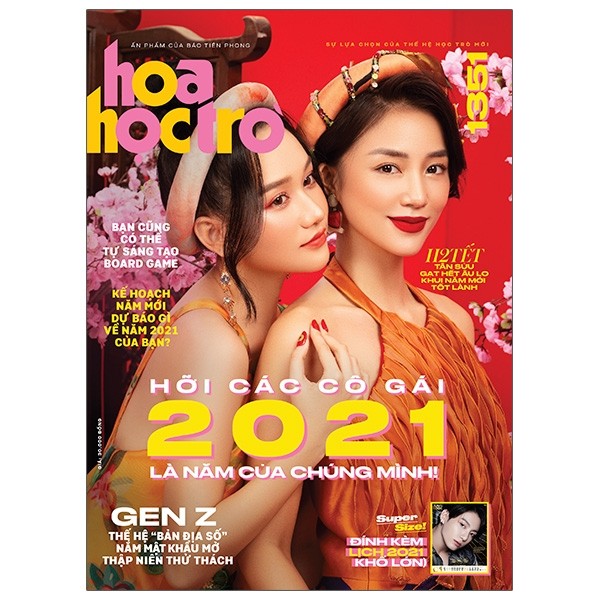 ẤN PHẨM CỦA BÁO TIỀN PHONG
SỰ LỰA CHỌN CỦA THẾ HỆ HỌC TRÒ MỚI
hoa
học trò
1351
BẠN CŨNG
CÓ THỂ
TỰ SÁNG TẠO
BOARD GAME
KẾ HOẠCH
NĂM MỚI
DỰ BÁO GÌ
VỀ NĂM 2021
CỦA BẠN?
H2TẾT
TÂN SỬU
GẠT HẾT ÂU LO
KHUI NĂM MỚI
TỐT LÀNH
HỠI CÁC CÔ GÁI
2021
LÀ NĂM CỦA CHÚNG MÌNH!
GEN Z
THẾ HỆ "BẢN ĐỊA SỐ"
NẮM MẬT KHẨU MỞ
THẬP NIÊN THỬ THÁCH
Super
Size!
ĐÍNH KÈM
LỊCH 2021
KHỔ LỚN)